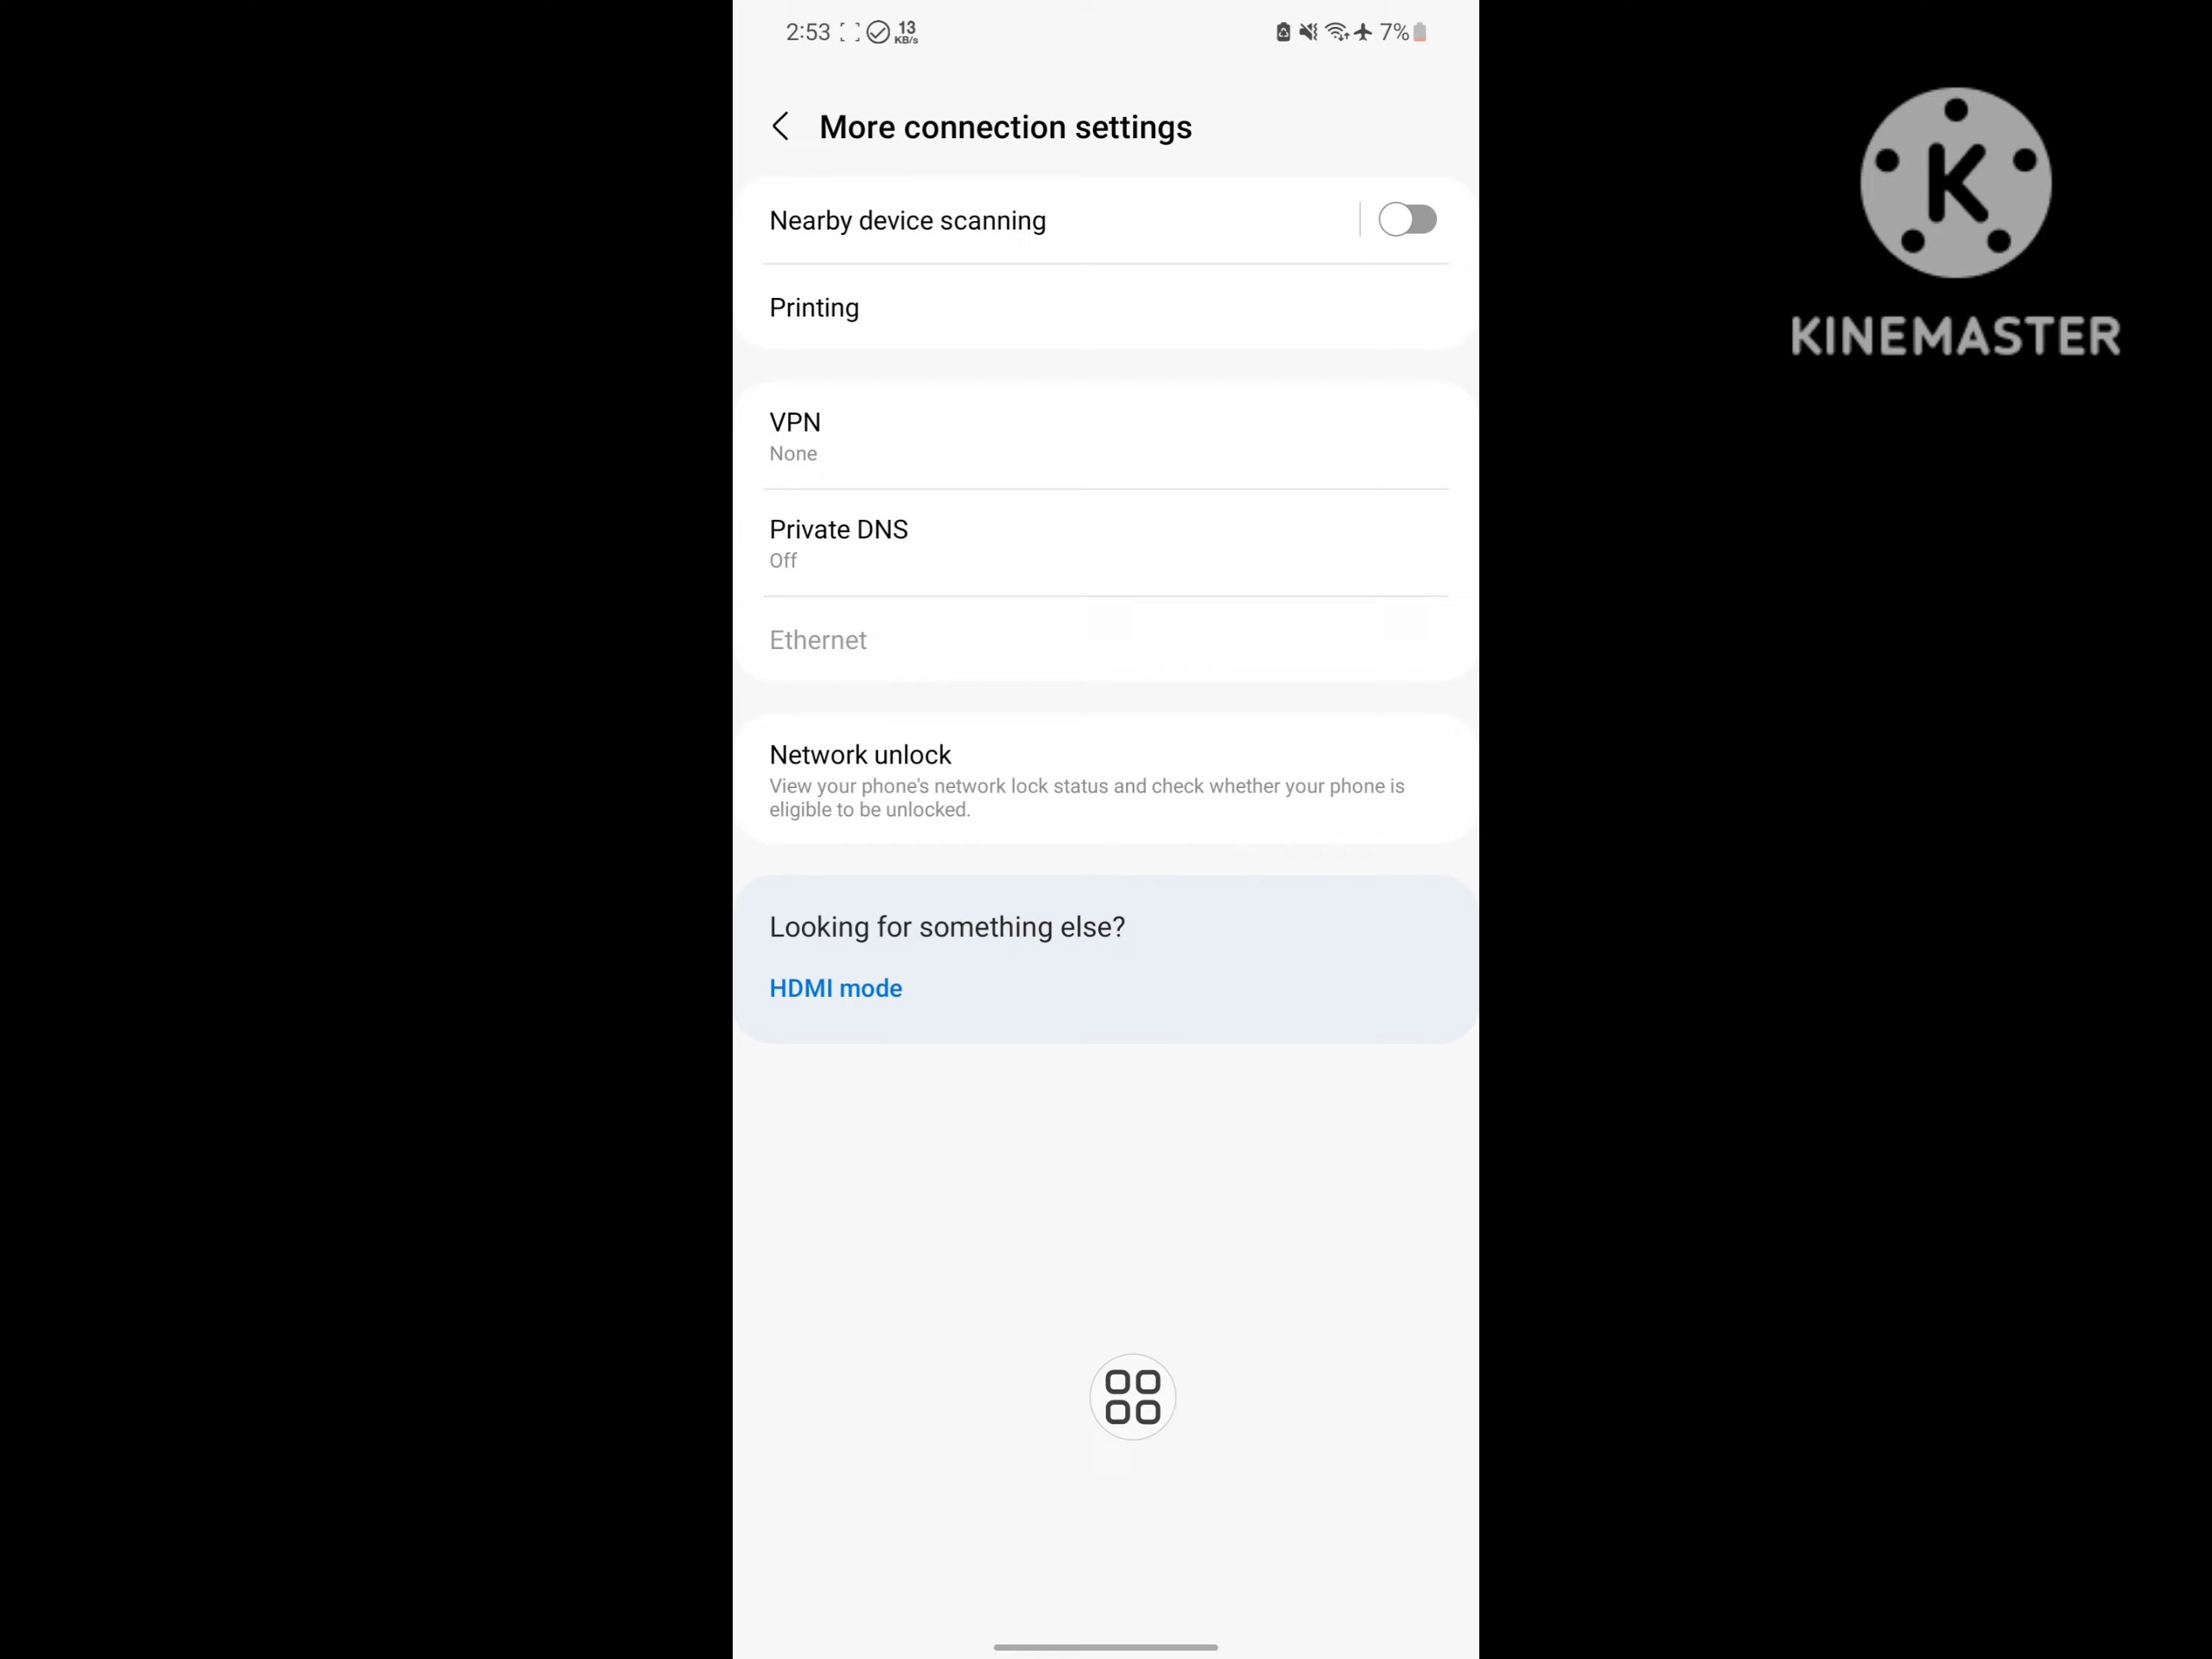 2:53 13 KB/s 7%
More connection settings
Nearby device scanning
Printing
VPN
None
Private DNS
Off
Ethernet
Network unlock
View your phone's network lock status and check whether your phone is
eligible to be unlocked.
Looking for something else?
HDMI mode
K
KINEMASTER